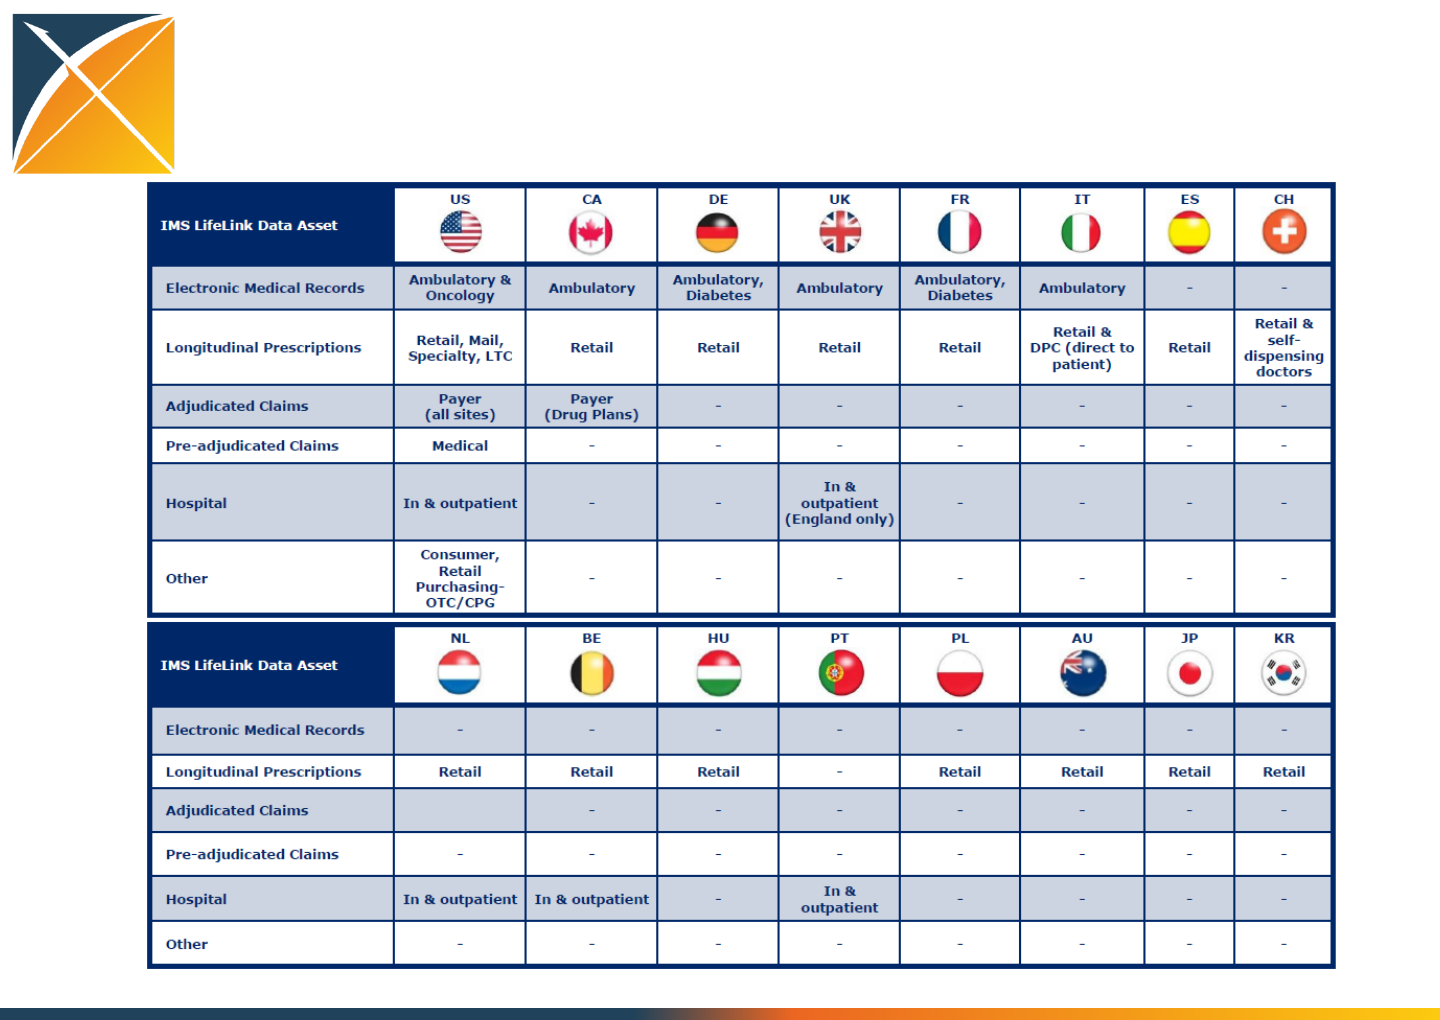 IMS LifeLink Data Asset
US
CA
DE
UK
FR
IT
ES
CH
Electronic Medical Records
Ambulatory &
Oncology
Ambulatory
Ambulatory,
Diabetes
Ambulatory
Ambulatory,
Diabetes
Ambulatory
-
-
Longitudinal Prescriptions
Retail, Mail,
Specialty, LTC
Retail
Retail
Retail
Retail
Retail &
DPC (direct to
patient)
Retail
Retail &
self-
dispensing
doctors
Adjudicated Claims
Payer
(all sites)
Payer
(Drug Plans)
-
-
-
-
-
-
Pre-adjudicated Claims
Medical
-
-
-
-
-
-
-
Hospital
In & outpatient
-
-
In &
outpatient
(England only)
-
-
-
-
Other
Consumer,
Retail
Purchasing-
OTC/CPG
-
-
-
-
-
-
-
IMS LifeLink Data Asset
NL
BE
HU
PT
PL
AU
JP
KR
Electronic Medical Records
-
-
-
-
-
-
-
-
Longitudinal Prescriptions
Retail
Retail
Retail
-
Retail
Retail
Retail
Retail
Adjudicated Claims
-
-
-
-
-
-
-
Pre-adjudicated Claims
-
-
-
-
-
-
-
-
Hospital
In & outpatient
In & outpatient
-
In &
outpatient
-
-
-
-
Other
-
-
-
-
-
-
-
-